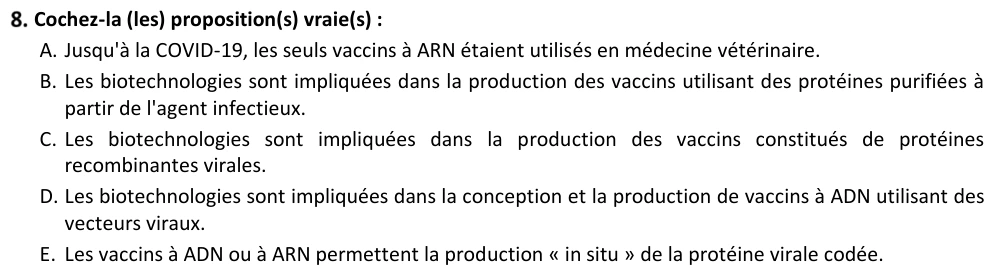 8. Cochez-la (les) proposition(s) vraie(s) :
A. Jusqu'à la COVID-19, les seuls vaccins à ARN étaient utilisés en médecine vétérinaire.
B. Les biotechnologies sont impliquées dans la production des vaccins utilisant des protéines purifiées à
partir de l'agent infectieux.
C. Les biotechnologies sont impliquées dans la production des vaccins constitués de protéines
recombinantes virales.
D. Les biotechnologies sont impliquées dans la conception et la production de vaccins à ADN utilisant des
vecteurs viraux.
E. Les vaccins à ADN ou à ARN permettent la production « in situ » de la protéine virale codée.